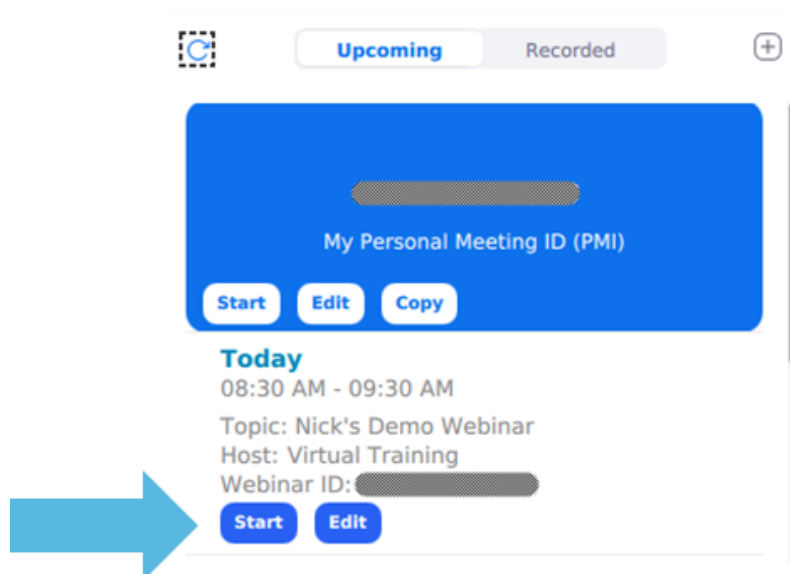 Upcoming Recorded
My Personal Meeting ID (PMI)
Start Edit Copy
Today
08:30 AM - 09:30 AM
Topic: Nick's Demo Webinar
Host: Virtual Training
Webinar ID:
Start Edit